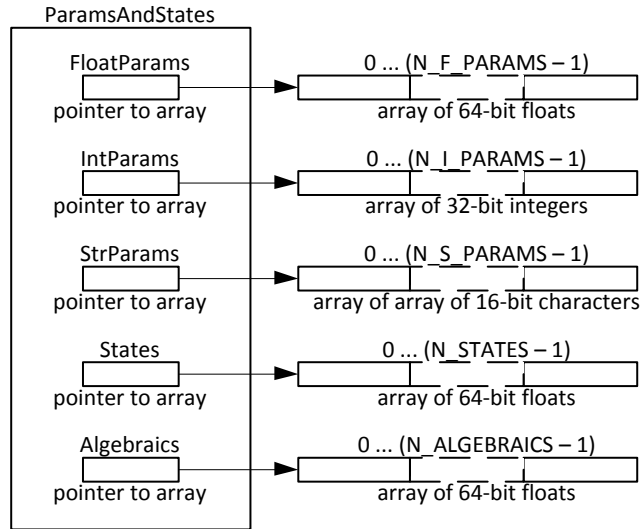 ParamsAndStates
FloatParams
0 ... (N_F_PARAMS – 1)
pointer to array
array of 64-bit floats
IntParams
0 ... (N_I_PARAMS – 1)
pointer to array
array of 32-bit integers
StrParams
0 ... (N_S_PARAMS – 1)
pointer to array
array of array of 16-bit characters
States
0 ... (N_STATES – 1)
pointer to array
array of 64-bit floats
Algebraics
0 ... (N_ALGEBRAICS – 1)
pointer to array
array of 64-bit floats